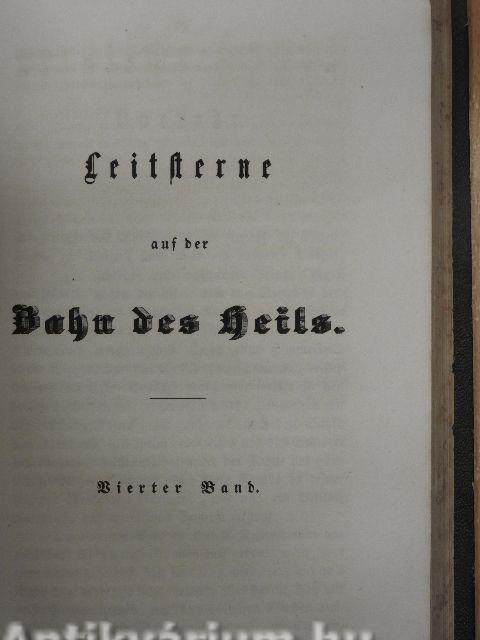 Leitsterne
auf der
Bahn des Heils.
Vierter Band.
Antikvárium.hu